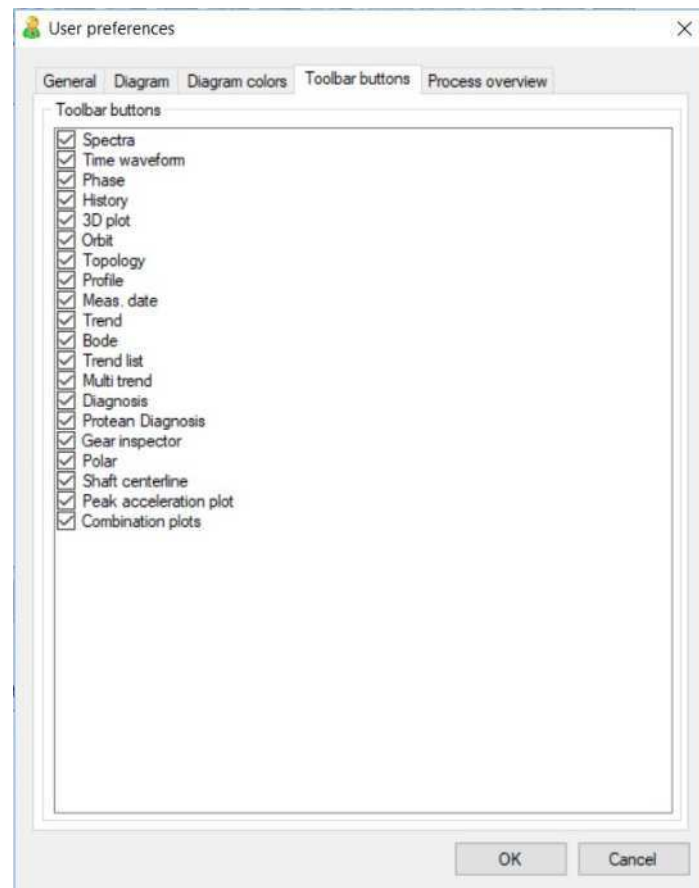 User preferences
General Diagram Diagram colors Toolbar buttons Process overview
Toolbar buttons
Spectra
Time waveform
Phase
History
3D plot
Orbit
Topology
Profile
Meas. date
Trend
Bode
Trend list
Multi trend
Diagnosis
Protean Diagnosis
Gear inspector
Polar
Shaft centerline
Peak acceleration plot
Combination plots
OK Cancel